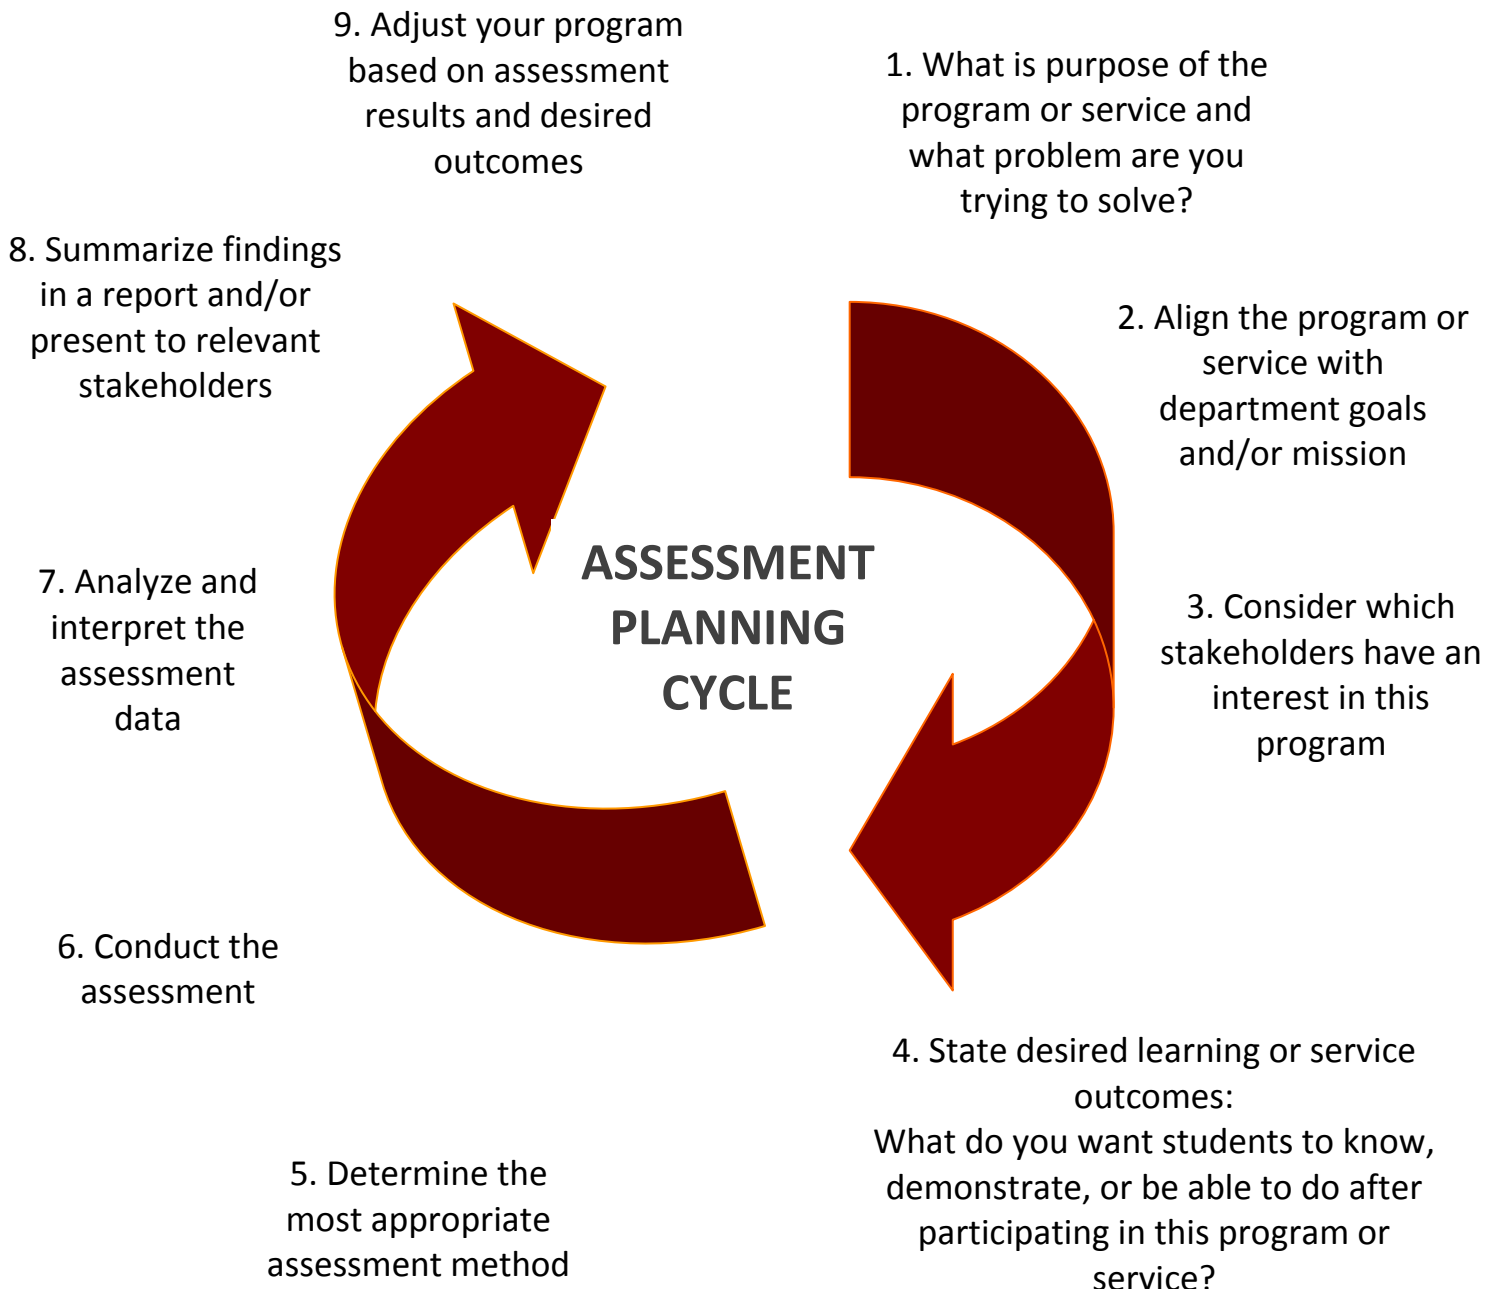 1. What is purpose of the
program or service and
what problem are you
trying to solve?
2. Align the program or
service with
department goals
and/or mission
3. Consider which
stakeholders have an
interest in this
program
4. State desired learning or service
outcomes:
What do you want students to know,
demonstrate, or be able to do after
participating in this program or
service?
5. Determine the
most appropriate
assessment method
6. Conduct the
assessment
7. Analyze and
interpret the
assessment
data
8. Summarize findings
in a report and/or
present to relevant
stakeholders
9. Adjust your program
based on assessment
results and desired
outcomes
ASSESSMENT
PLANNING
CYCLE